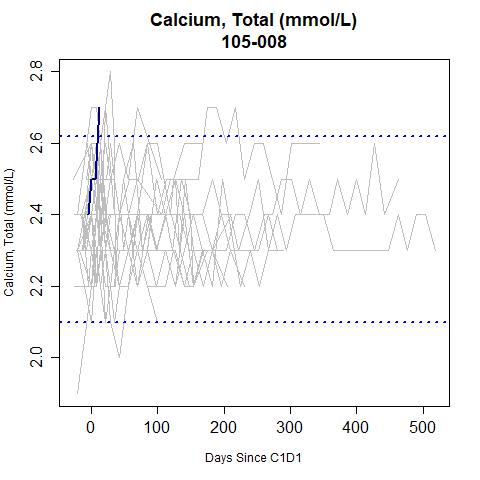 Calcium, Total (mmol/L)
105-008
Calcium, Total (mmol/L)
2.8
2.6
2.4
2.2
2.0
0 100 200 300 400 500
Days Since C1D1